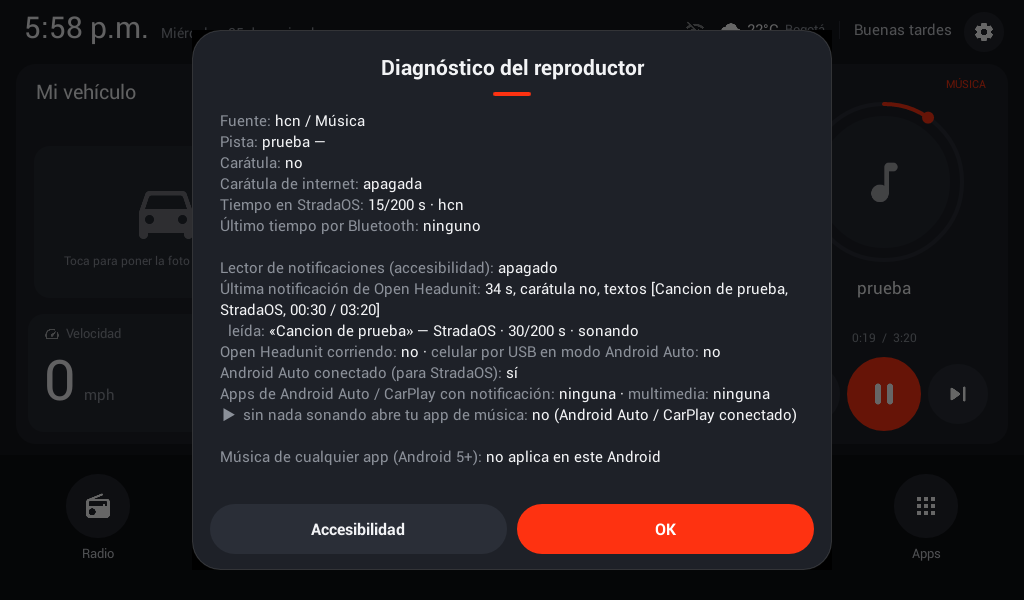 5:58 p.m.
22°C Bogotá
Buenas tardes
Diagnóstico del reproductor
Mi vehículo
MÚSICA
Fuente: hcn / Música
Pista: prueba —
Carátula: no
Carátula de internet: apagada
Tiempo en StradaOS: 15/200 s · hcn
Último tiempo por Bluetooth: ninguno
Toca para poner la foto
Lector de notificaciones (accesibilidad): apagado
Última notificación de Open Headunit: 34 s, carátula no, textos [Cancion de prueba,
StradaOS, 00:30 / 03:20]
leída: «Cancion de prueba» — StradaOS · 30/200 s · sonando
Open Headunit corriendo: no · celular por USB en modo Android Auto: no
Android Auto conectado (para StradaOS): sí
Apps de Android Auto / CarPlay con notificación: ninguna · multimedia: ninguna
▶ sin nada sonando abre tu app de música: no (Android Auto / CarPlay conectado)
Música de cualquier app (Android 5+): no aplica en este Android
prueba
Velocidad
0:19 / 3:20
0 mph
Accesibilidad
OK
Radio
Apps